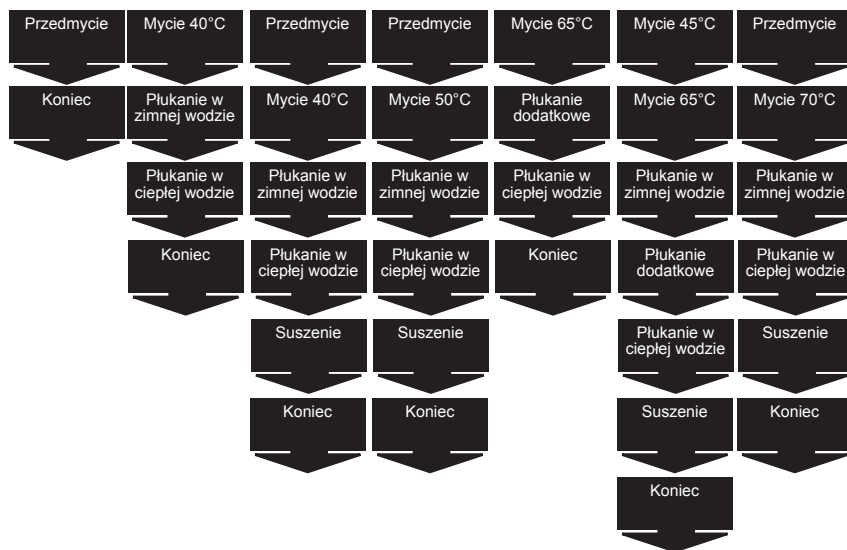 Przedmycie
Mycie 40°C
Przedmycie
Przedmycie
Mycie 65°C
Mycie 45°C
Przedmycie
Koniec
Płukanie w
zimnej wodzie
Mycie 40°C
Mycie 50°C
Płukanie
dodatkowe
Mycie 65°C
Mycie 70°C
Płukanie w
ciepłej wodzie
Płukanie w
zimnej wodzie
Płukanie w
zimnej wodzie
Płukanie w
ciepłej wodzie
Płukanie w
zimnej wodzie
Płukanie w
zimnej wodzie
Koniec
Płukanie w
ciepłej wodzie
Płukanie w
ciepłej wodzie
Koniec
Płukanie
dodatkowe
Płukanie w
ciepłej wodzie
Suszenie
Suszenie
Płukanie w
ciepłej wodzie
Suszenie
Koniec
Koniec
Suszenie
Koniec
Koniec